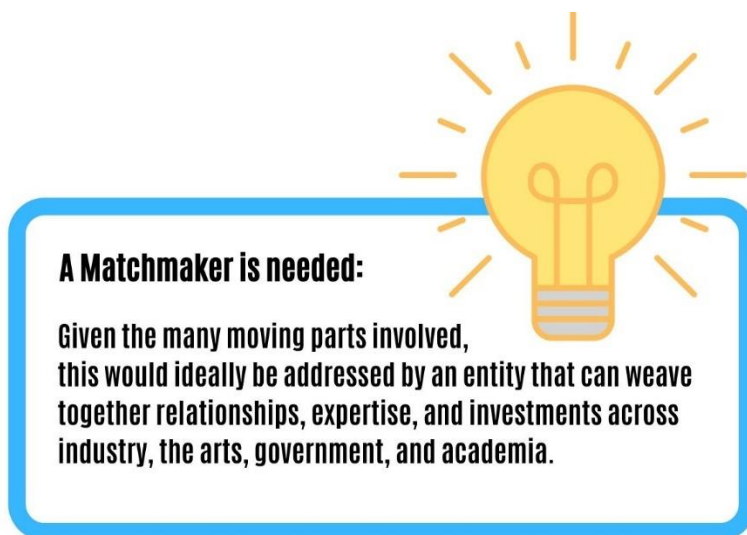 A Matchmaker is needed:
Given the many moving parts involved,
this would ideally be addressed by an entity that can weave
together relationships, expertise, and investments across
industry, the arts, government, and academia.